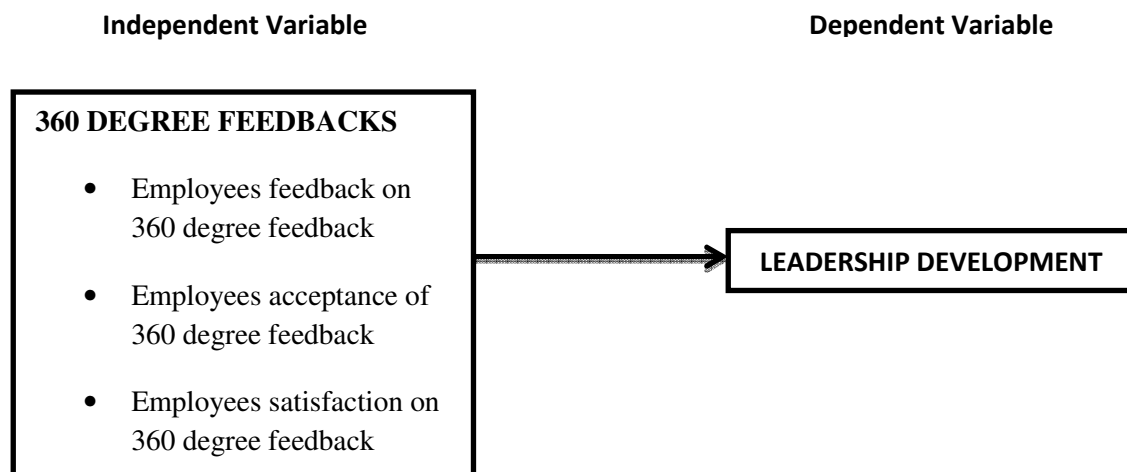 Independent Variable
Dependent Variable
360 DEGREE FEEDBACKS
• Employees feedback on
360 degree feedback
• Employees acceptance of
360 degree feedback
• Employees satisfaction on
360 degree feedback
LEADERSHIP DEVELOPMENT